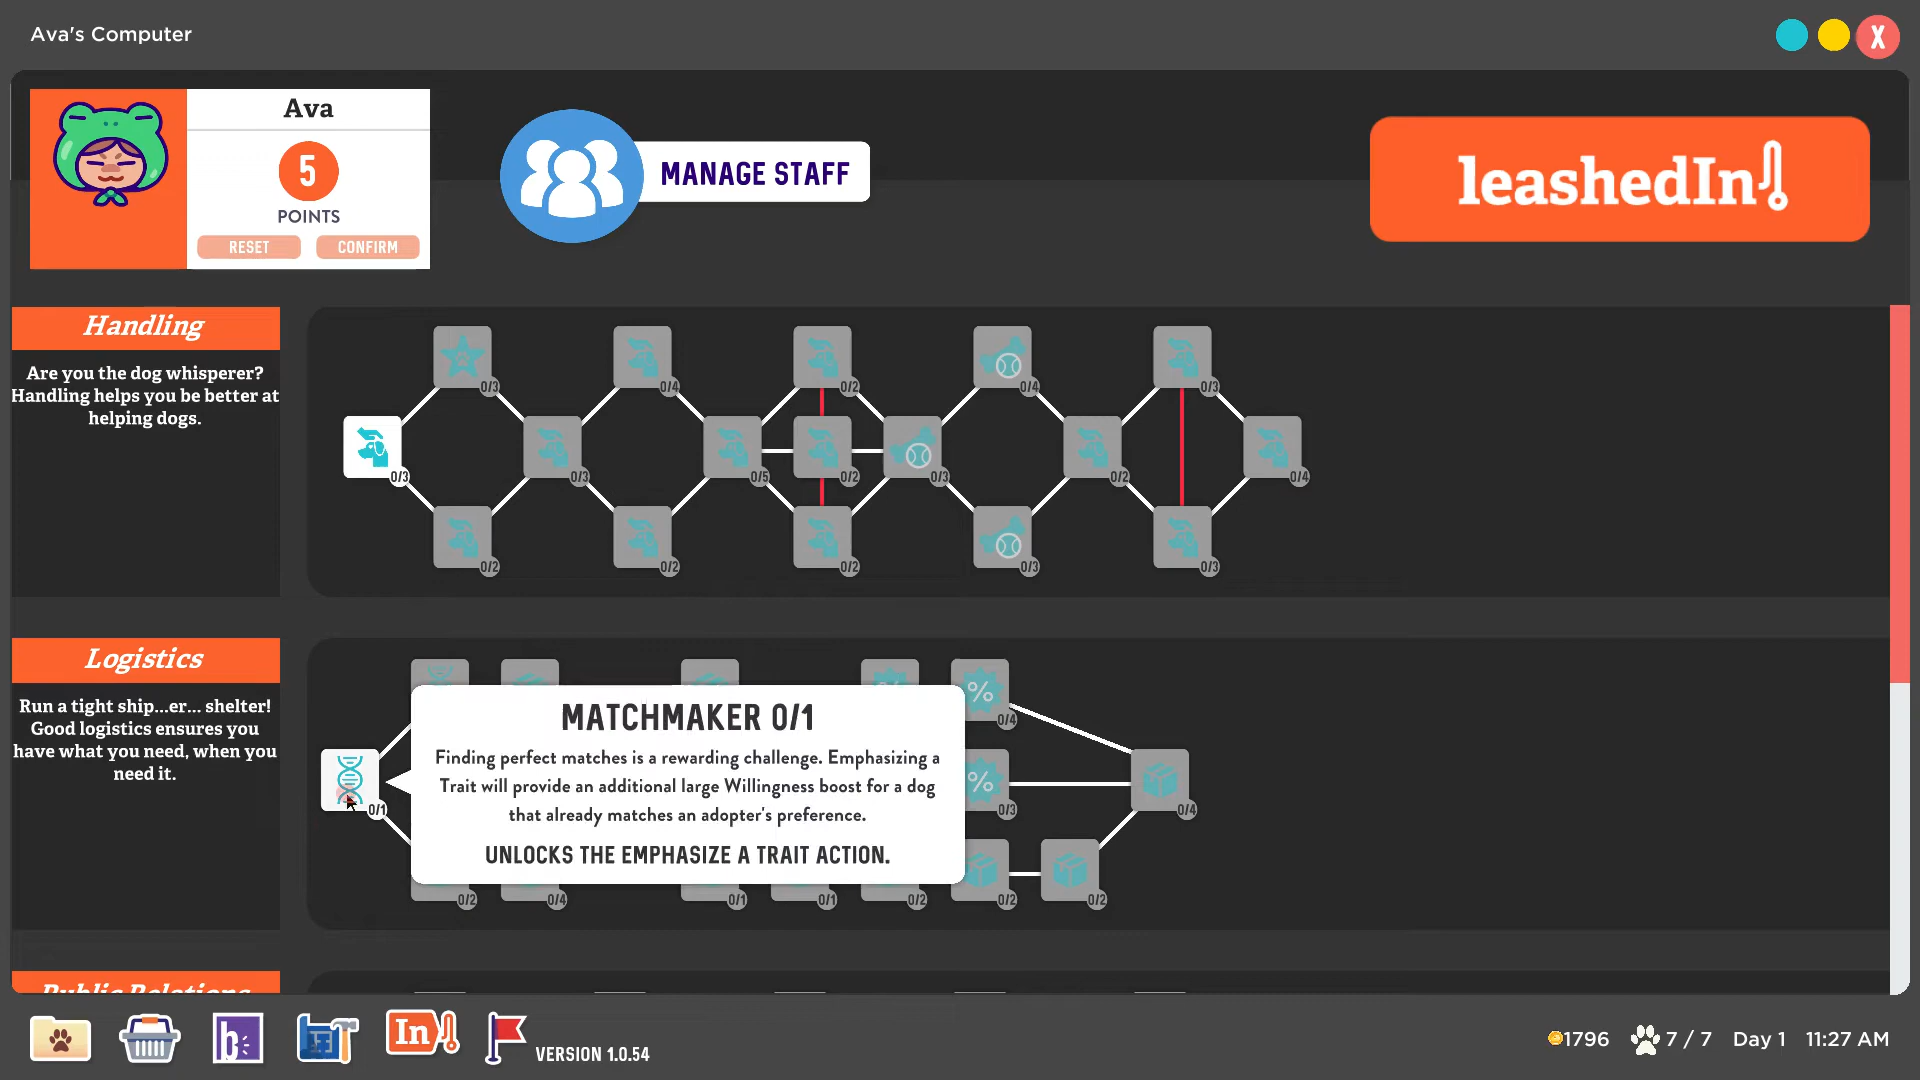 Ava's Computer
X
Ava
5
POINTS
RESET
CONFIRM
MANAGE STAFF
leashedIn
Handling
Are you the dog whisperer?
Handling helps you be better at
helping dogs.
0/3
0/4
0/2
0/4
0/3
0/3
0/3
0/5
0/2
0/3
0/2
0/4
0/2
0/2
0/2
0/3
0/3
Logistics
Run a tight ship...er... shelter!
Good logistics ensures you
have what you need, when you
need it.
%
0/4
MATCHMAKER 0/1
Finding perfect matches is a rewarding challenge. Emphasizing a
Trait will provide an additional large Willingness boost for a dog
that already matches an adopter's preference.
UNLOCKS THE EMPHASIZE A TRAIT ACTION.
0/1
%
0/3
0/4
0/2
0/4
0/1
0/1
0/2
0/2
0/2
Public Relations
b
In
VERSION 1.0.54
1796
7 / 7
Day 1
11:27 AM